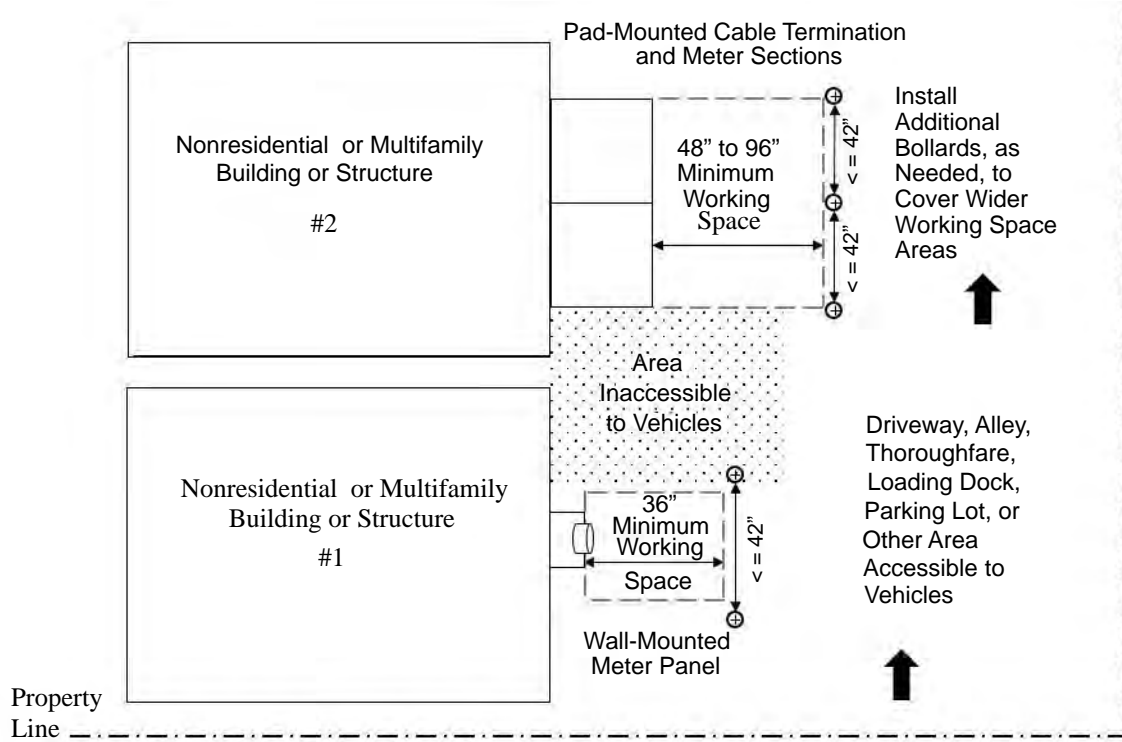 Pad-Mounted Cable Termination
and Meter Sections
Nonresidential or Multifamily
Building or Structure
#2
48” to 96”
Minimum
Working
Space
< = 42”
< = 42”
Install
Additional
Bollards, as
Needed, to
Cover Wider
Working Space
Areas
Area
Inaccessible
to Vehicles
Nonresidential or Multifamily
Building or Structure
#1
36”
Minimum
Working
Space
< = 42”
Wall-Mounted
Meter Panel
Driveway, Alley,
Thoroughfare,
Loading Dock,
Parking Lot, or
Other Area
Accessible to
Vehicles
Property
Line